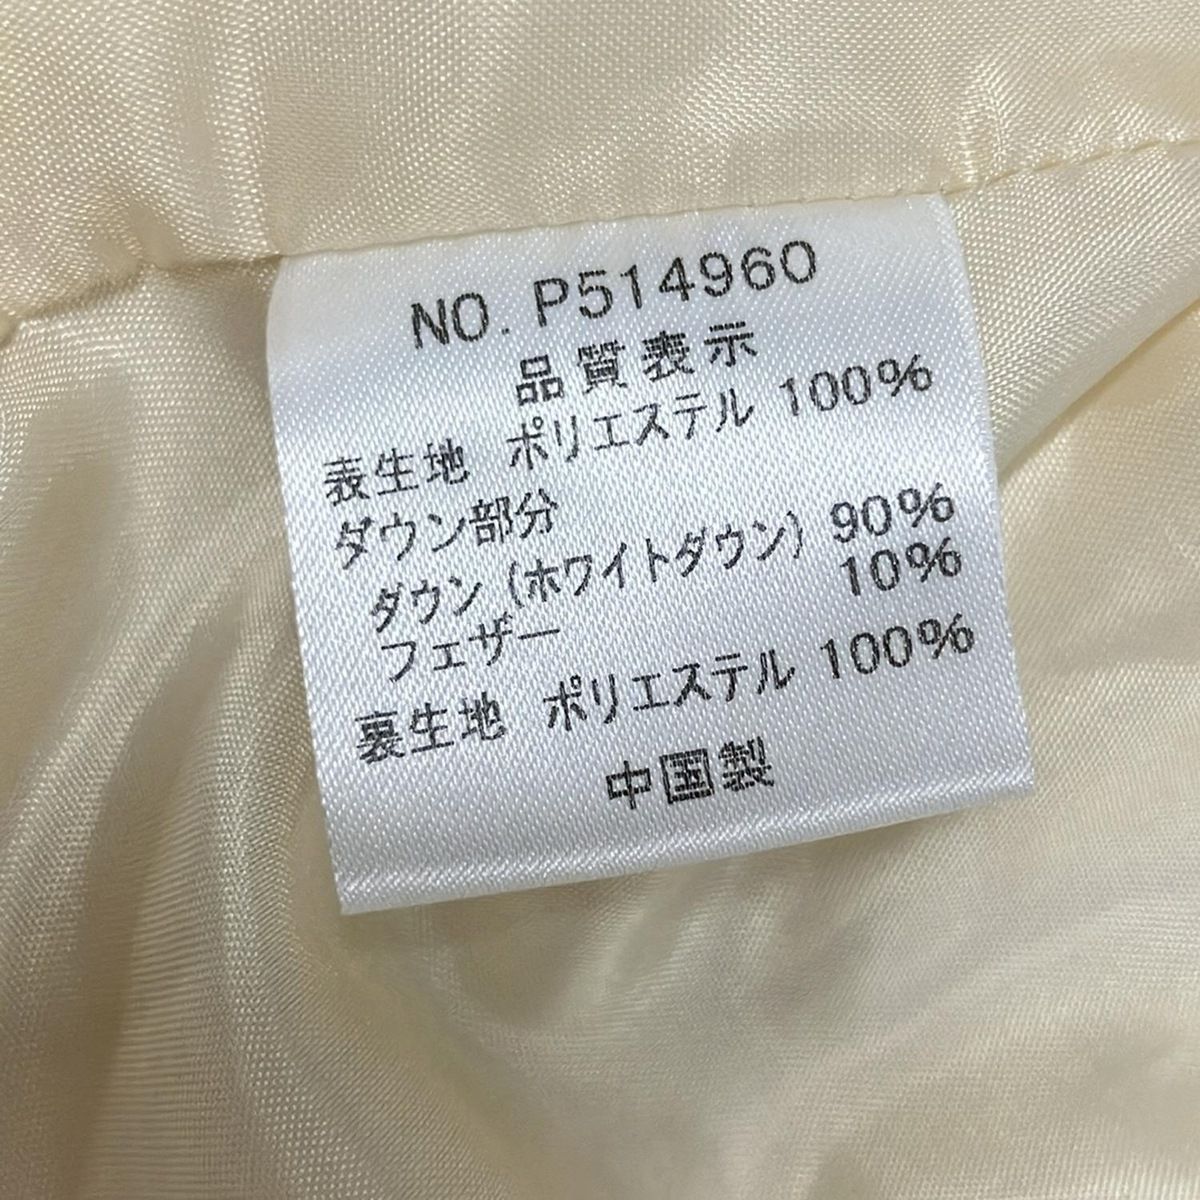 NO. P514960
品質表示
表生地 ポリエステル 100%
ダウン部分
ダウン(ホワイトダウン) 90%
フェザー 10%
裏生地 ポリエステル 100%
中国製